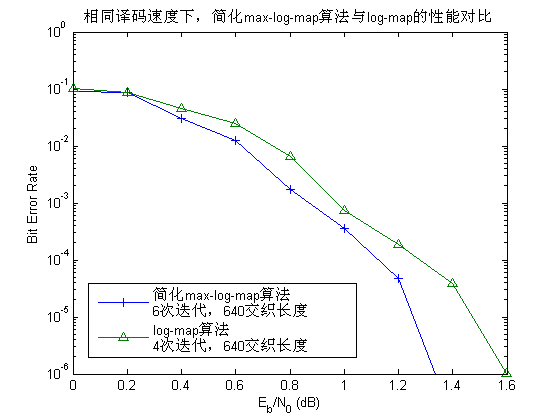 相同译码速度下，简化max-log-map算法与log-map的性能对比
10^0
10^-1
10^-2
10^-3
10^-4
10^-5
10^-6
Bit Error Rate
简化max-log-map算法
6次迭代，640交织长度
log-map算法
4次迭代，640交织长度
0 0.2 0.4 0.6 0.8 1 1.2 1.4 1.6
E_b/N_0 (dB)